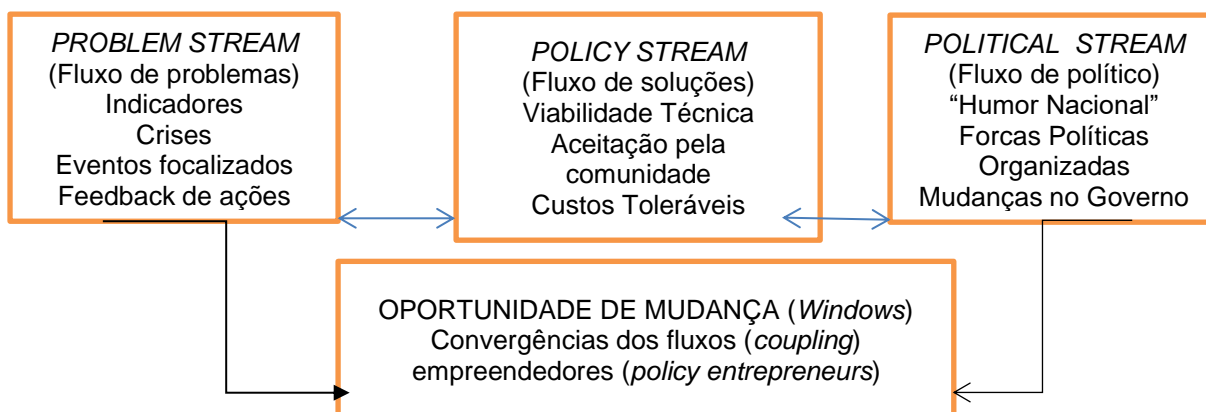 PROBLEM STREAM
(Fluxo de problemas)
Indicadores
Crises
Eventos focalizados
Feedback de ações
POLICY STREAM
(Fluxo de soluções)
Viabilidade Técnica
Aceitação pela
comunidade
Custos Toleráveis
POLITICAL STREAM
(Fluxo de político)
“Humor Nacional”
Forcas Políticas
Organizadas
Mudanças no Governo
OPORTUNIDADE DE MUDANÇA (Windows)
Convergências dos fluxos (coupling)
empreendedores (policy entrepreneurs)